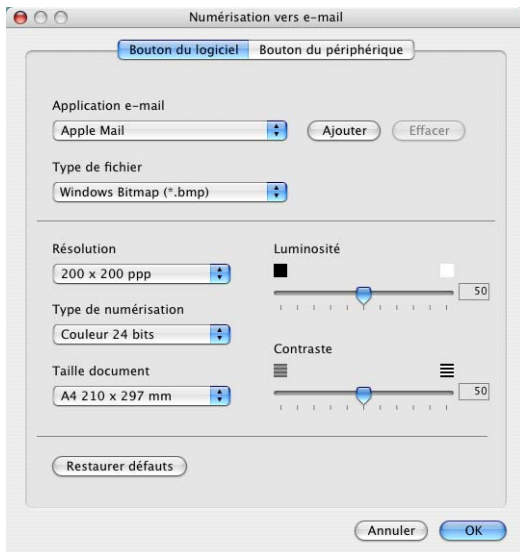 Numérisation vers e-mail
Bouton du logiciel Bouton du périphérique
Application e-mail
Apple Mail Ajouter Effacer
Type de fichier
Windows Bitmap (*.bmp)
Résolution Luminosité
200 x 200 ppp 50
Type de numérisation
Couleur 24 bits
Contraste
Taille document
A4 210 x 297 mm 50
Restaurer défauts
Annuler OK